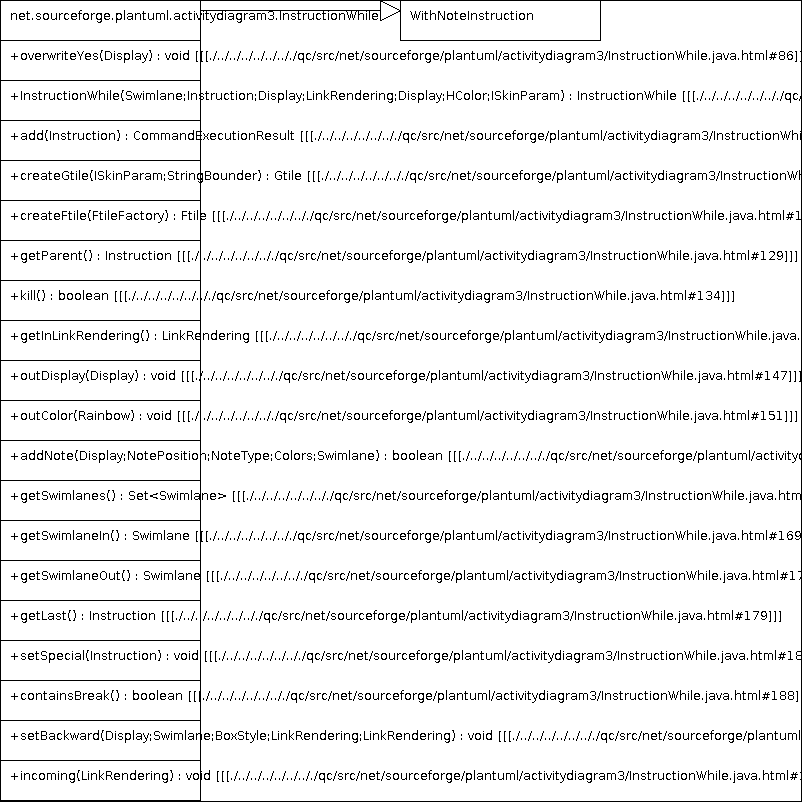 net.sourceforge.plantuml.activitydiagram3.InstructionWhile
WithNoteInstruction
+overwriteYes(Display) : void [[[./../../../../../../qc/src/net/sourceforge/plantuml/activitydiagram3/InstructionWhile.java.html#86]]
+InstructionWhile(Swimlane;Instruction;Display;LinkRendering;Display;HColor;ISkinParam) : InstructionWhile [[[./../../../../../../qc/
+add(Instruction) : CommandExecutionResult [[[./../../../../../../qc/src/net/sourceforge/plantuml/activitydiagram3/InstructionWhi
+createGtile(ISkinParam;StringBounder) : Gtile [[[./../../../../../../qc/src/net/sourceforge/plantuml/activitydiagram3/InstructionWh
+createFtile(FtileFactory) : Ftile [[[./../../../../../../qc/src/net/sourceforge/plantuml/activitydiagram3/InstructionWhile.java.html#1
+getParent() : Instruction [[[./../../../../../../qc/src/net/sourceforge/plantuml/activitydiagram3/InstructionWhile.java.html#129]]]
+kill() : boolean [[[./../../../../../../qc/src/net/sourceforge/plantuml/activitydiagram3/InstructionWhile.java.html#134]]]
+getInLinkRendering() : LinkRendering [[[./../../../../../../qc/src/net/sourceforge/plantuml/activitydiagram3/InstructionWhile.java.
+outDisplay(Display) : void [[[./../../../../../../qc/src/net/sourceforge/plantuml/activitydiagram3/InstructionWhile.java.html#147]]]
+outColor(Rainbow) : void [[[./../../../../../../qc/src/net/sourceforge/plantuml/activitydiagram3/InstructionWhile.java.html#151]]]
+addNote(Display;NotePosition;NoteType;Colors;Swimlane) : boolean [[[./../../../../../../qc/src/net/sourceforge/plantuml/activity
+getSwimlanes() : Set<Swimlane> [[[./../../../../../../qc/src/net/sourceforge/plantuml/activitydiagram3/InstructionWhile.java.htm
+getSwimlaneIn() : Swimlane [[[./../../../../../../qc/src/net/sourceforge/plantuml/activitydiagram3/InstructionWhile.java.html#169
+getSwimlaneOut() : Swimlane [[[./../../../../../../qc/src/net/sourceforge/plantuml/activitydiagram3/InstructionWhile.java.html#17
+getLast() : Instruction [[[./../../../../../../qc/src/net/sourceforge/plantuml/activitydiagram3/InstructionWhile.java.html#179]]]
+setSpecial(Instruction) : void [[[./../../../../../../qc/src/net/sourceforge/plantuml/activitydiagram3/InstructionWhile.java.html#18
+containsBreak() : boolean [[[./../../../../../../qc/src/net/sourceforge/plantuml/activitydiagram3/InstructionWhile.java.html#188]
+setBackward(Display;Swimlane;BoxStyle;LinkRendering;LinkRendering) : void [[[./../../../../../../qc/src/net/sourceforge/plantuml
+incoming(LinkRendering) : void [[[./../../../../../../qc/src/net/sourceforge/plantuml/activitydiagram3/InstructionWhile.java.html#